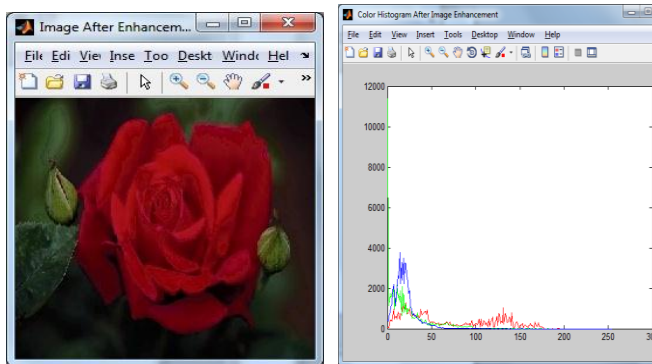 Image After Enhancem...
File Edi Vie Inse Too Deskt Windo Hel
Color Histogram After Image Enhancement
File Edit View Insert Tools Desktop Window Help
12000
10000
8000
6000
4000
2000
0
0 50 100 150 200 250 300